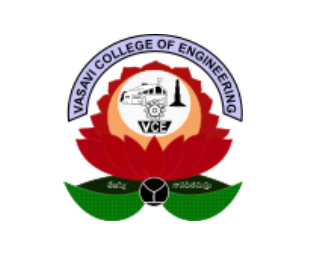 VASAVI COLLEGE OF ENGINEERING
VCE